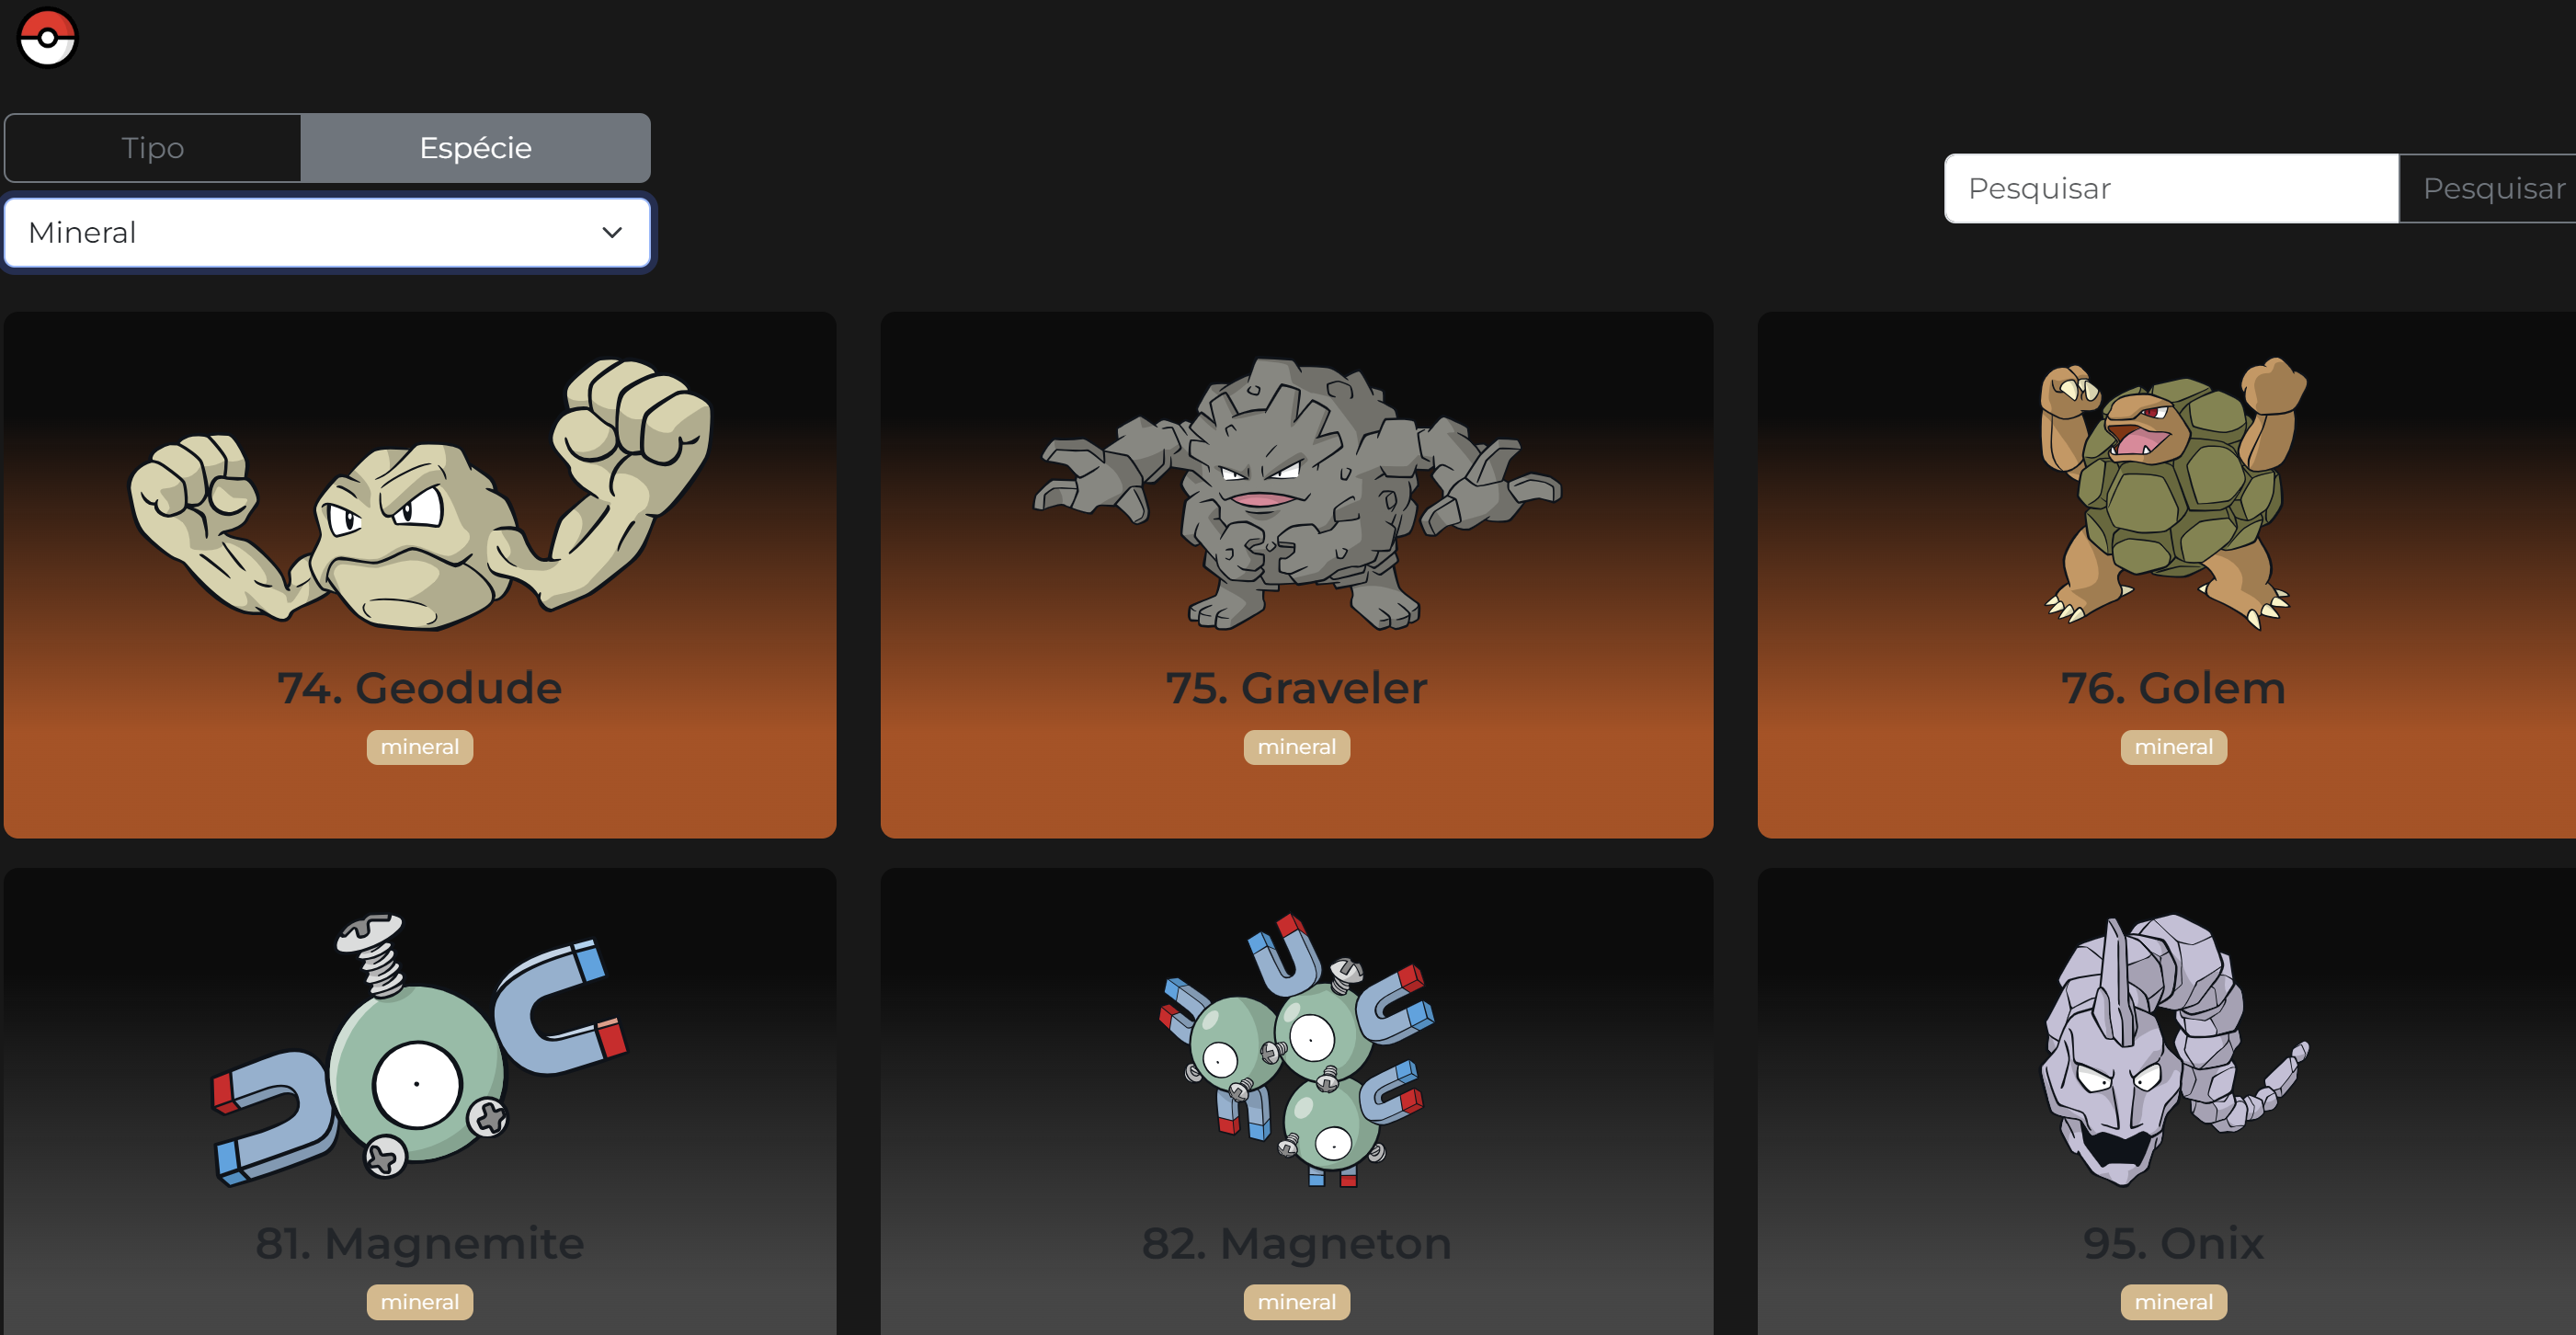 Tipo
Espécie
Mineral
Pesquisar
Pesquisar
74. Geodude
mineral
75. Graveler
mineral
76. Golem
mineral
81. Magnemite
mineral
82. Magneton
mineral
95. Onix
mineral